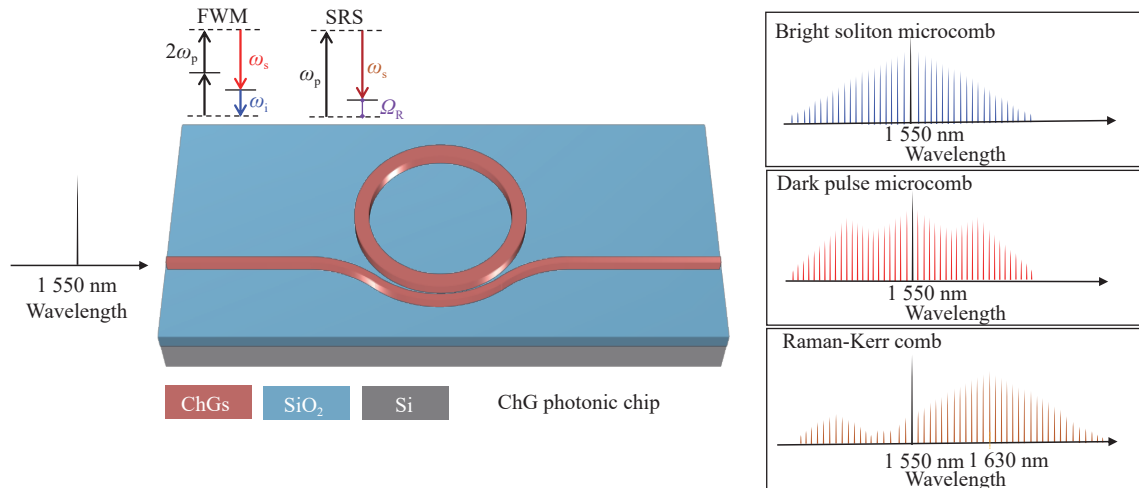 FWM
SRS
2ωp
ωs
ωi
ωp
ωs
ΩR
1 550 nm
Wavelength
ChGs
SiO2
Si
ChG photonic chip
Bright soliton microcomb
1 550 nm
Wavelength
Dark pulse microcomb
1 550 nm
Wavelength
Raman-Kerr comb
1 550 nm 1 630 nm
Wavelength